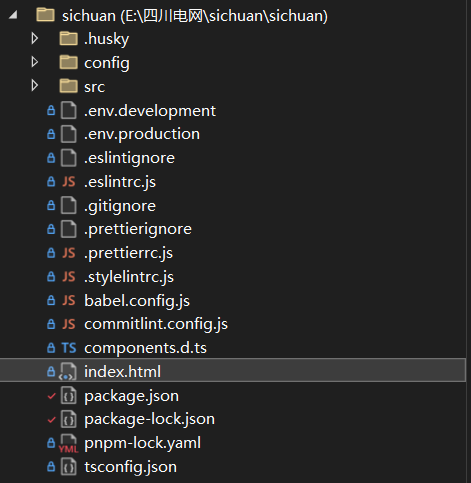 sichuan (E:\四川电网\sichuan\sichuan)
.husky
config
src
.env.development
.env.production
.eslintignore
JS .eslintrc.js
.gitignore
.prettierignore
JS .prettierrc.js
JS .stylelintrc.js
JS babel.config.js
JS commitlint.config.js
TS components.d.ts
index.html
package.json
package-lock.json
YML pnpm-lock.yaml
tsconfig.json